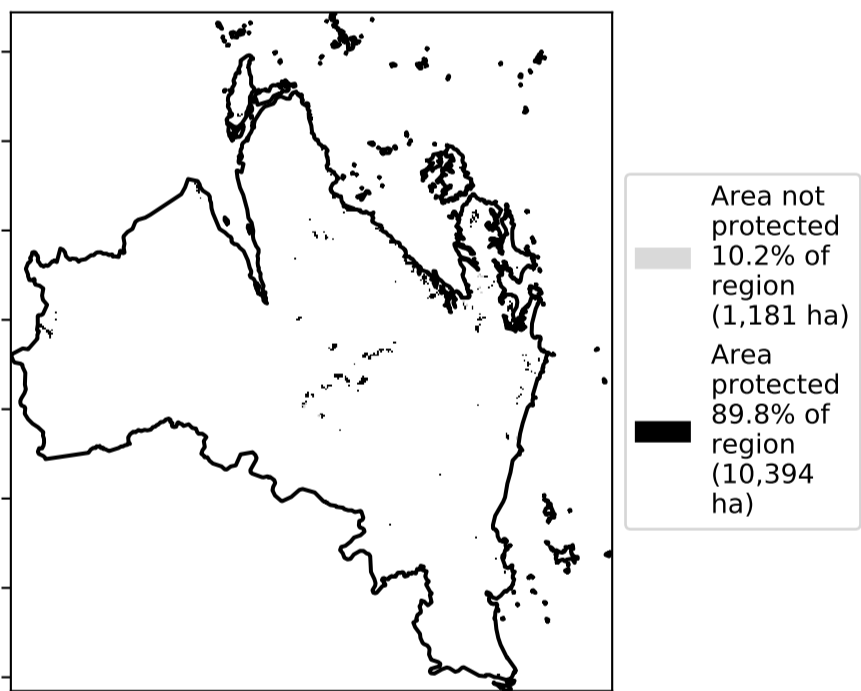 Area not
protected
10.2% of
region
(1,181 ha)
Area
protected
89.8% of
region
(10,394
ha)